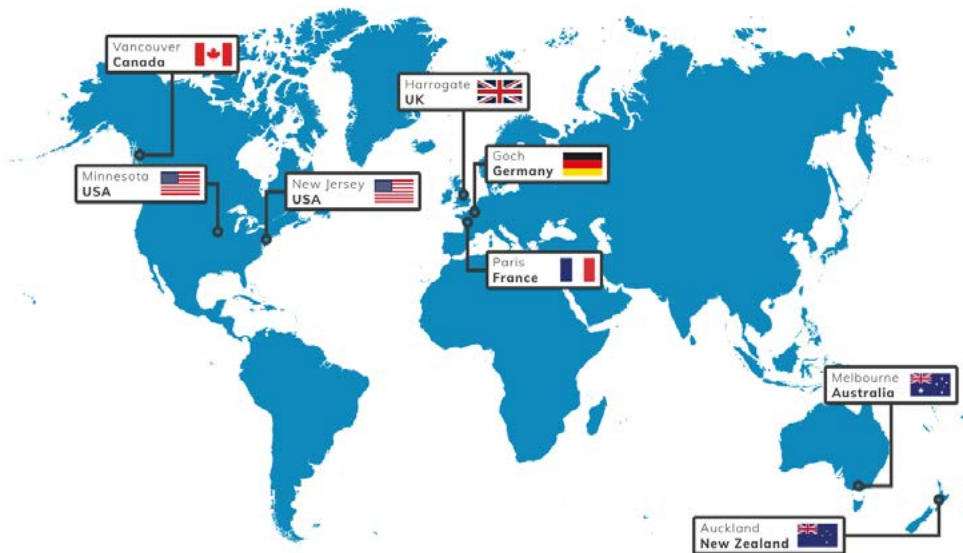 Vancouver
Canada
Harrogate
UK
Goch
Germany
Minnesota
USA
New Jersey
USA
Paris
France
Melbourne
Australia
Auckland
New Zealand